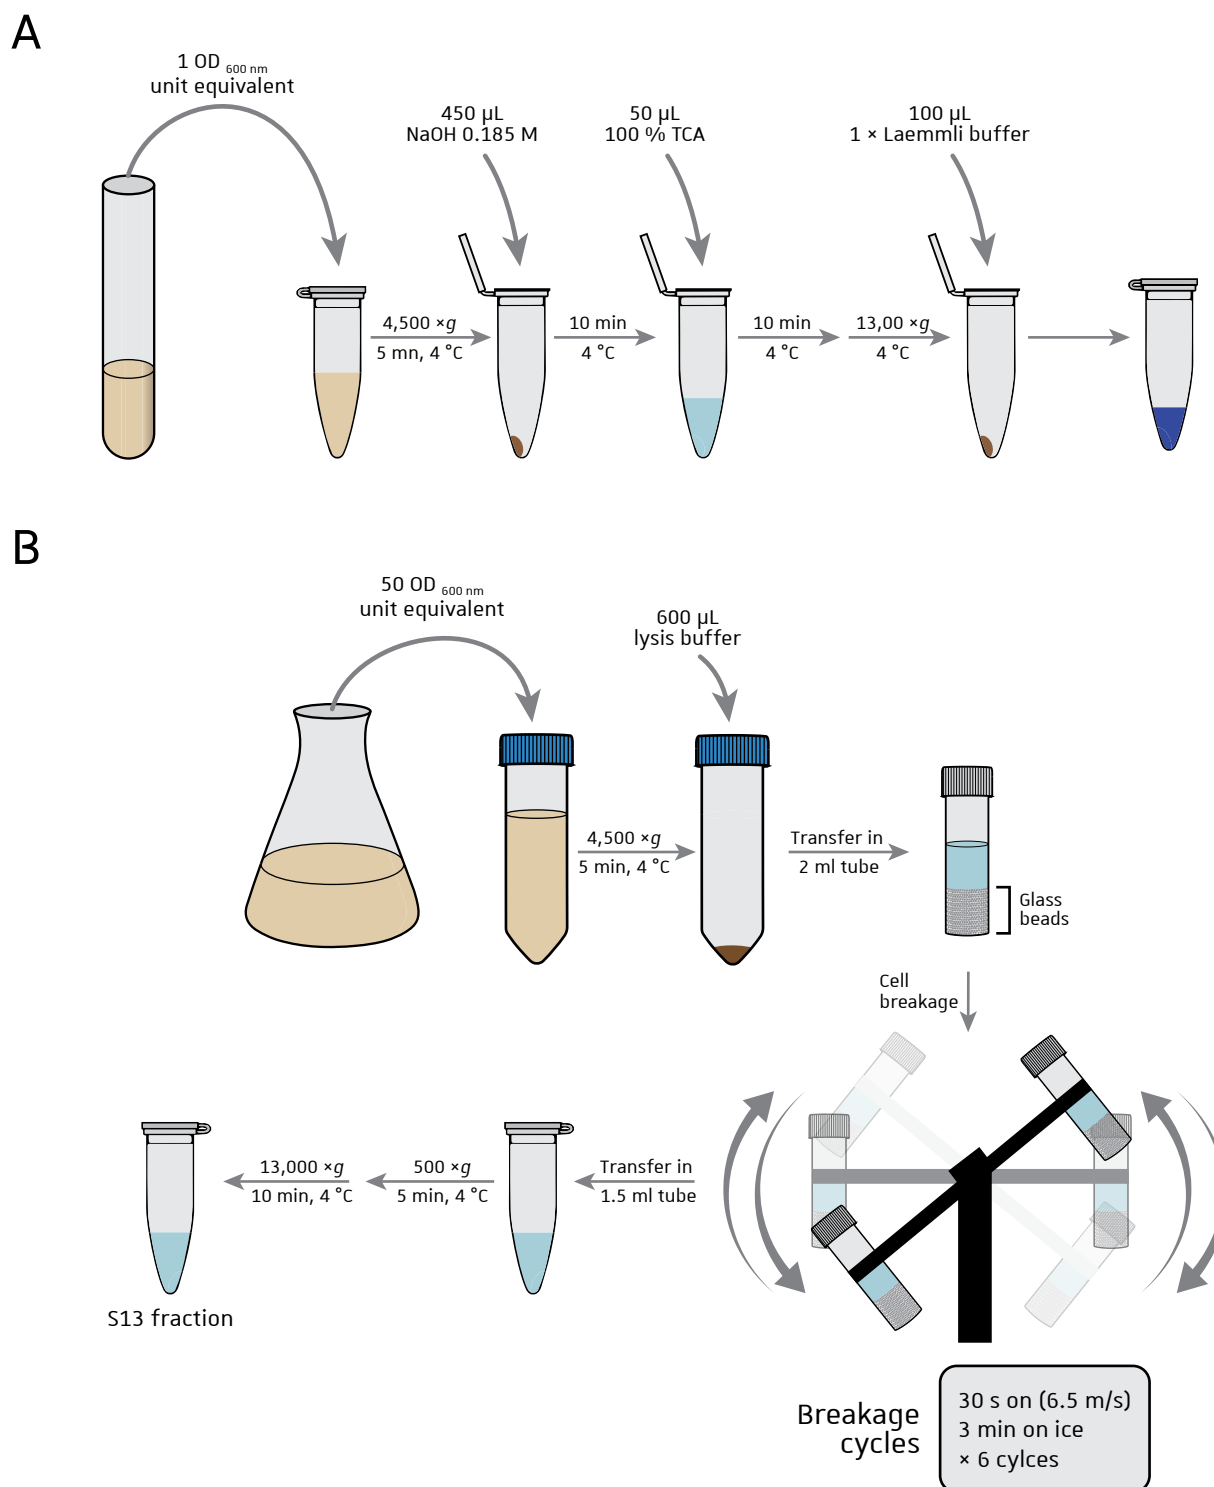 A
1 OD 600 nm
unit equivalent
450 µL
NaOH 0.185 M
50 µL
100 % TCA
100 µL
1 × Laemmli buffer
4,500 ×g
5 mn, 4 °C
10 min
4 °C
10 min
4 °C
13,00 ×g
4 °C
B
50 OD 600 nm
unit equivalent
600 µL
lysis buffer
4,500 ×g
5 min, 4 °C
Transfer in
2 ml tube
Glass
beads
Cell
breakage
Transfer in
1.5 ml tube
500 ×g
5 min, 4 °C
13,000 ×g
10 min, 4 °C
S13 fraction
Breakage
cycles
30 s on (6.5 m/s)
3 min on ice
× 6 cylces